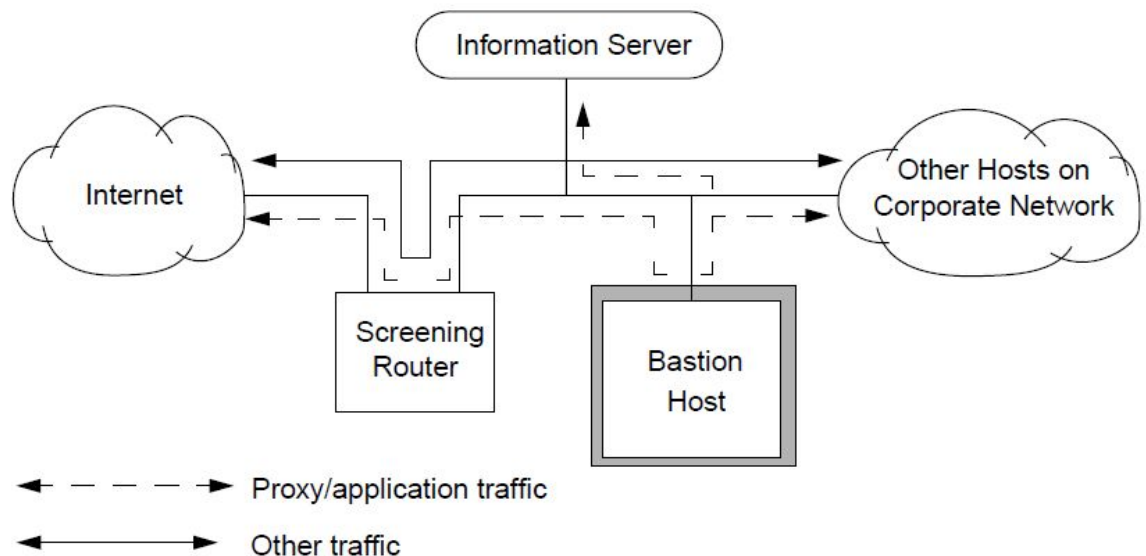 Information Server
Internet
Other Hosts on
Corporate Network
Screening
Router
Bastion
Host
Proxy/application traffic
Other traffic